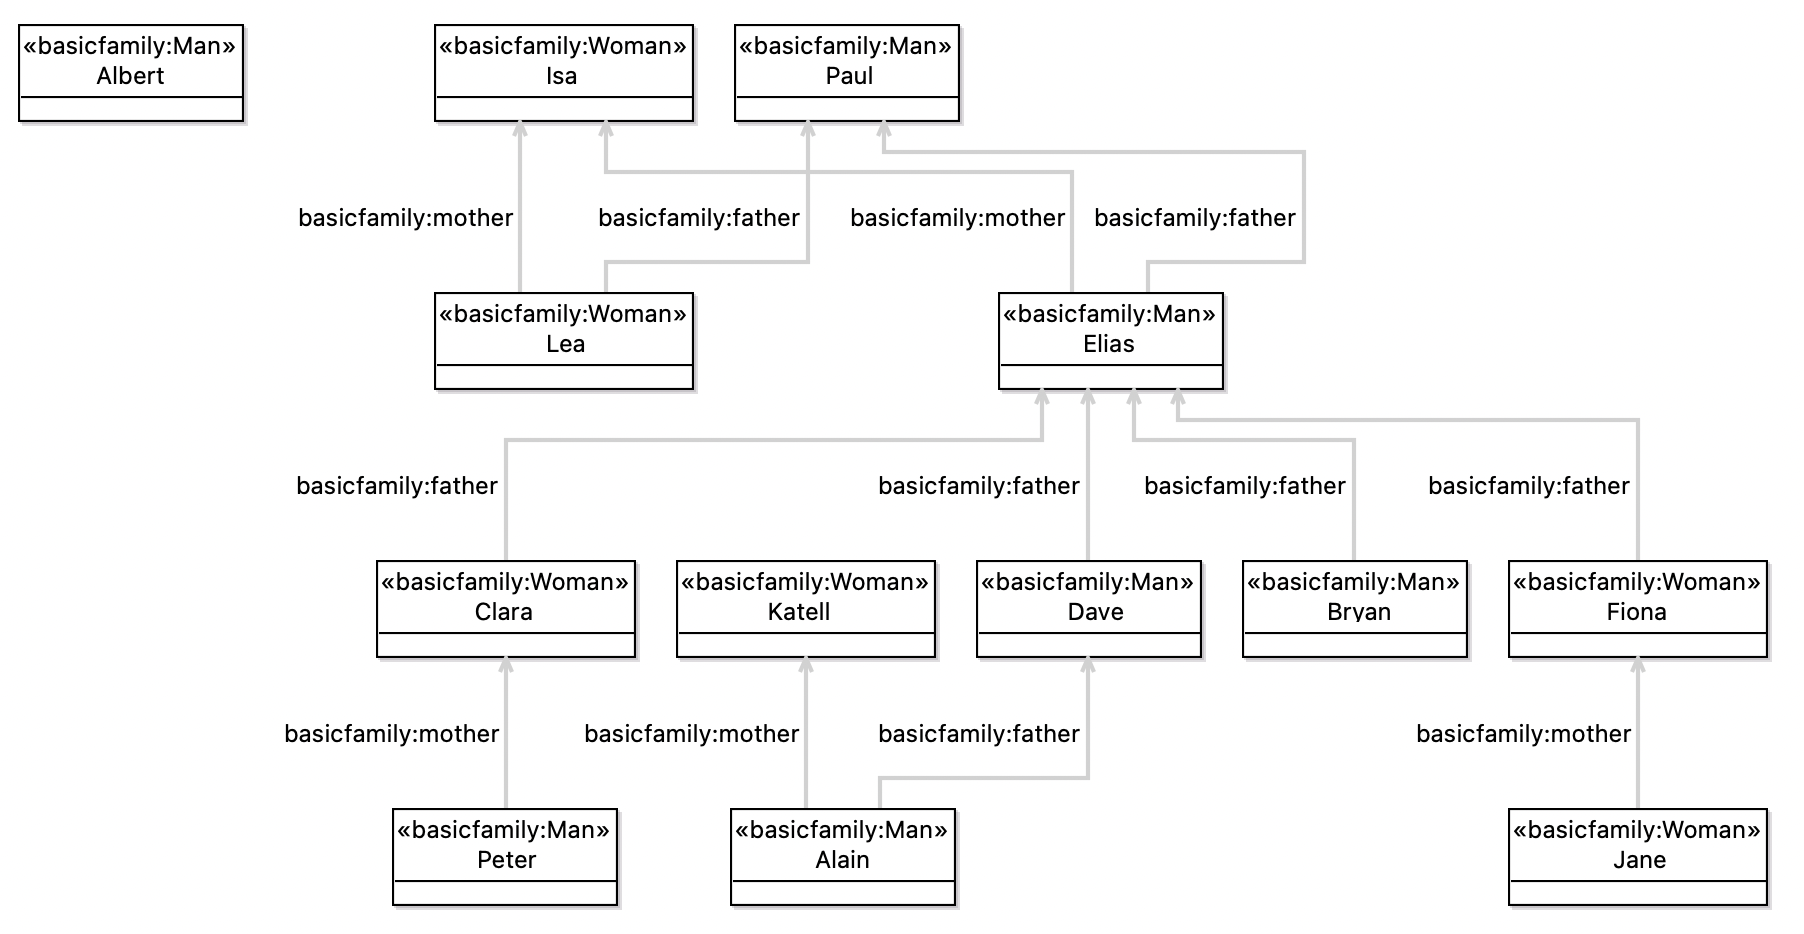 «basicfamily:Man»
Albert
«basicfamily:Woman»
Isa
«basicfamily:Man»
Paul
basicfamily:mother
basicfamily:father
basicfamily:mother
basicfamily:father
«basicfamily:Woman»
Lea
«basicfamily:Man»
Elias
basicfamily:father
basicfamily:father
basicfamily:father
basicfamily:father
«basicfamily:Woman»
Clara
«basicfamily:Woman»
Katell
«basicfamily:Man»
Dave
«basicfamily:Man»
Bryan
«basicfamily:Woman»
Fiona
basicfamily:mother
basicfamily:mother
basicfamily:father
basicfamily:mother
«basicfamily:Man»
Peter
«basicfamily:Man»
Alain
«basicfamily:Woman»
Jane